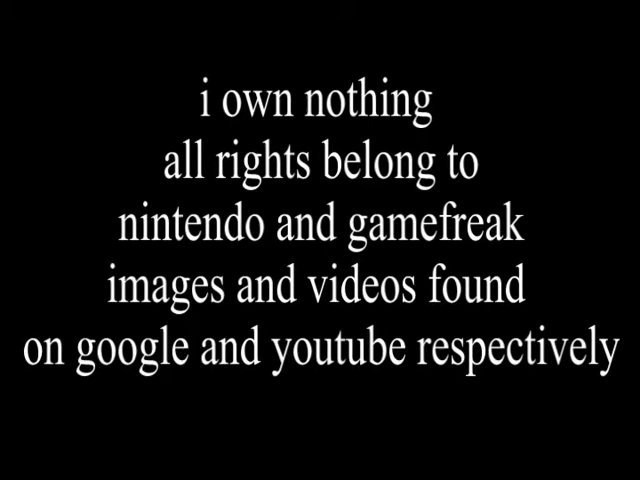 i own nothing
all rights belong to
nintendo and gamefreak
images and videos found
on google and youtube respectively